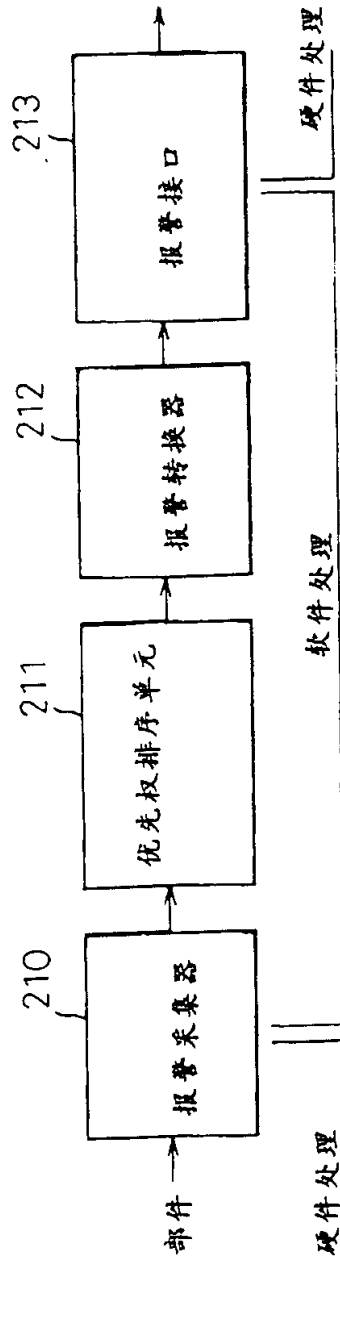 210
211
212
213
部件
报警采集器
优先权排序单元
报警转换器
报警接口
硬件处理
软件处理
硬件处理